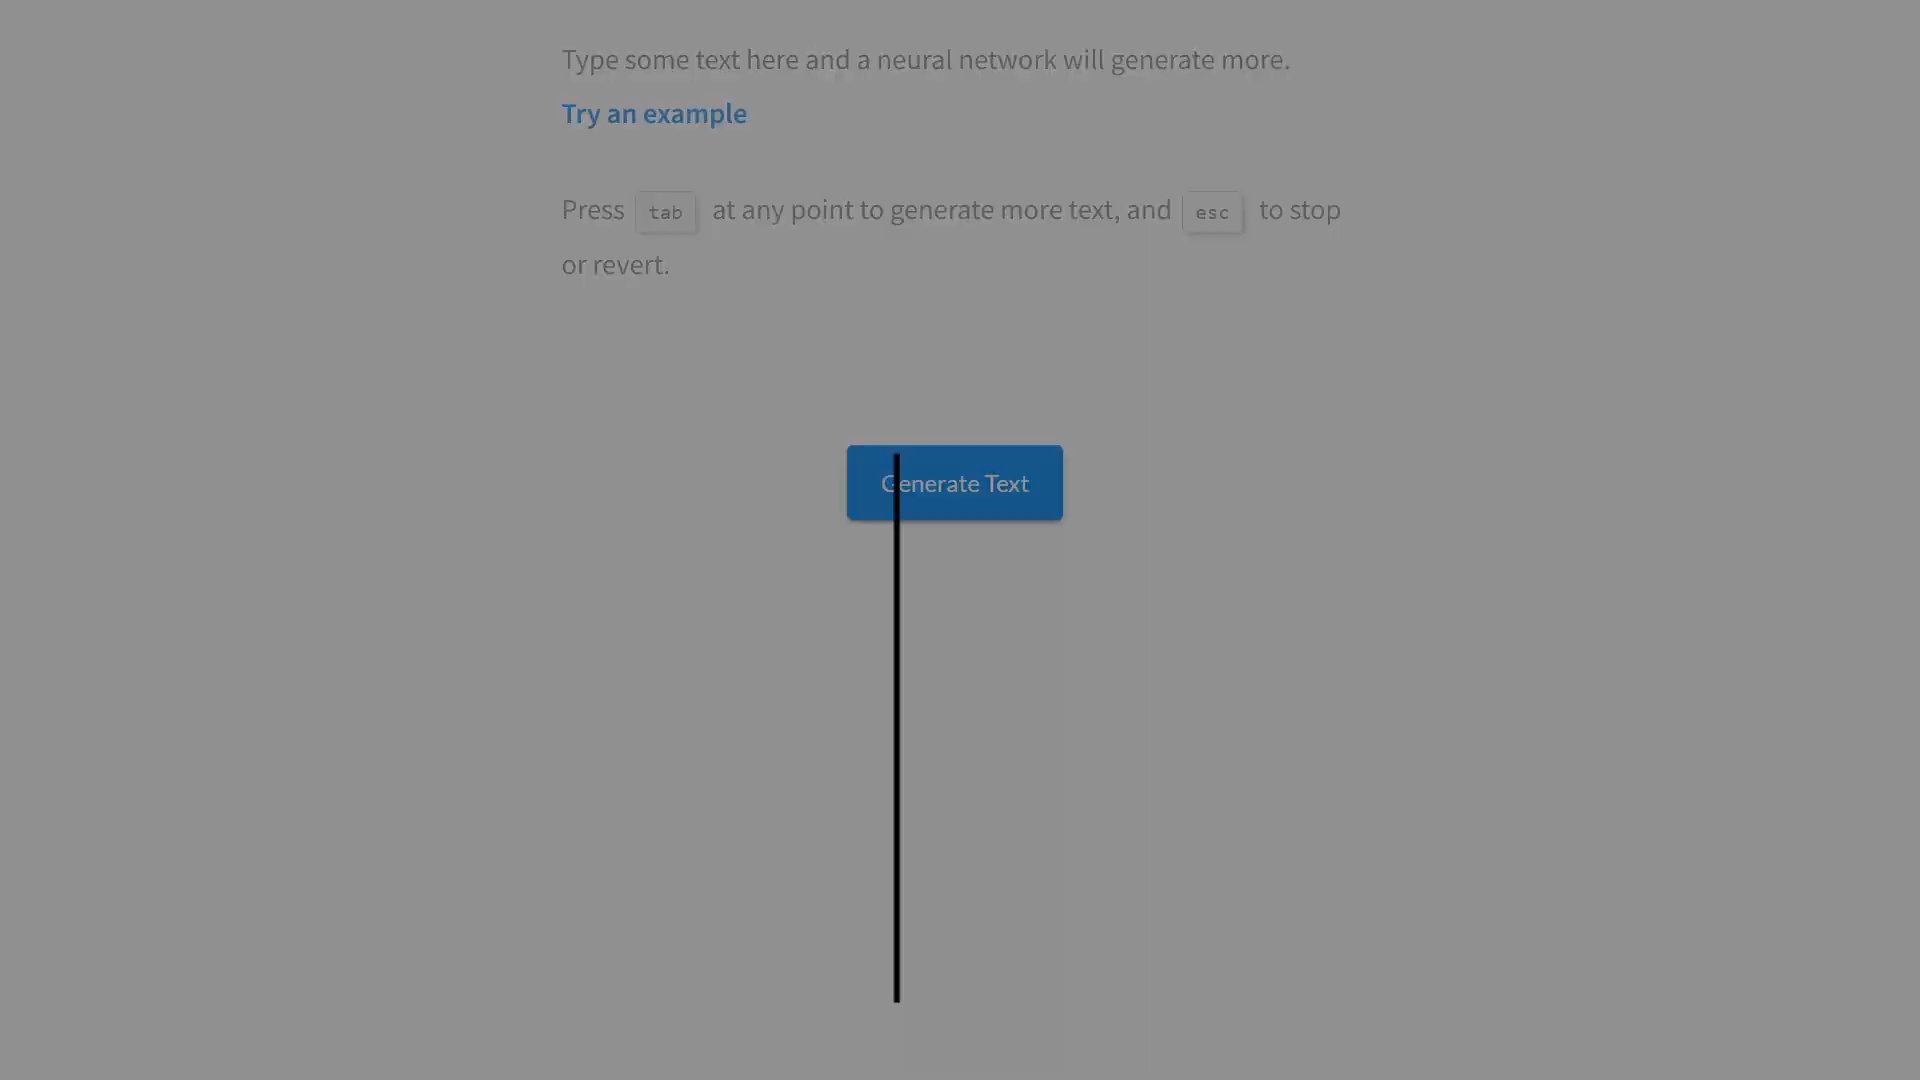 Type some text here and a neural network will generate more.
Try an example
Press tab at any point to generate more text, and esc to stop
or revert.
Generate Text